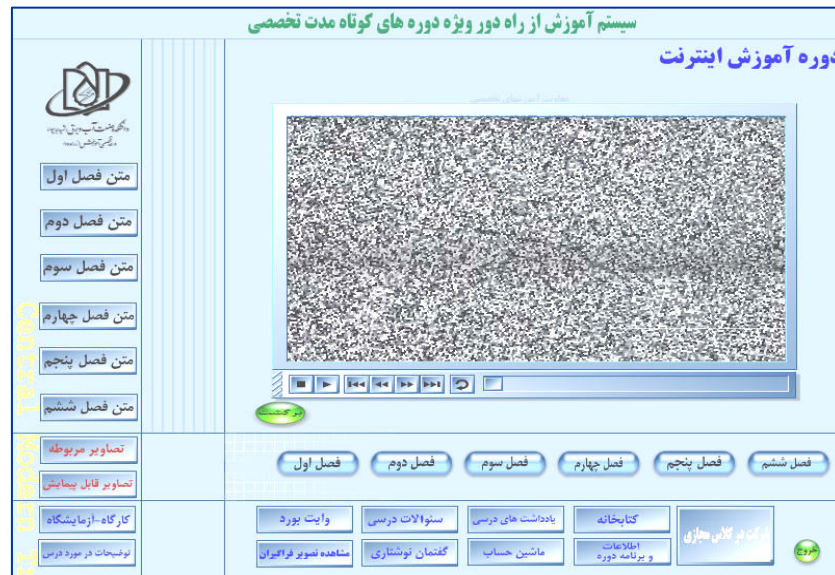 سیستم آموزش از راه دور ویژه دوره های کوتاه مدت تخصصی
دوره آموزش اینترنت
متن فصل اول
متن فصل دوم
متن فصل سوم
متن فصل چهارم
متن فصل پنجم
متن فصل ششم
تصاویر مربوطه
تصاویر قابل پیمایش
کارگاه-آزمایشگاه
توضیحات در مورد درس
Central Modern
برگشت
فصل اول
فصل دوم
فصل سوم
فصل چهارم
فصل پنجم
فصل ششم
شرکت در کلاس مجازی
کتابخانه
یادداشت های درسی
سئوالات درسی
وایت بورد
اطلاعات
و برنامه دوره
ماشین حساب
گفتمان نوشتاری
مشاهده تصویر فراگیران
خروج